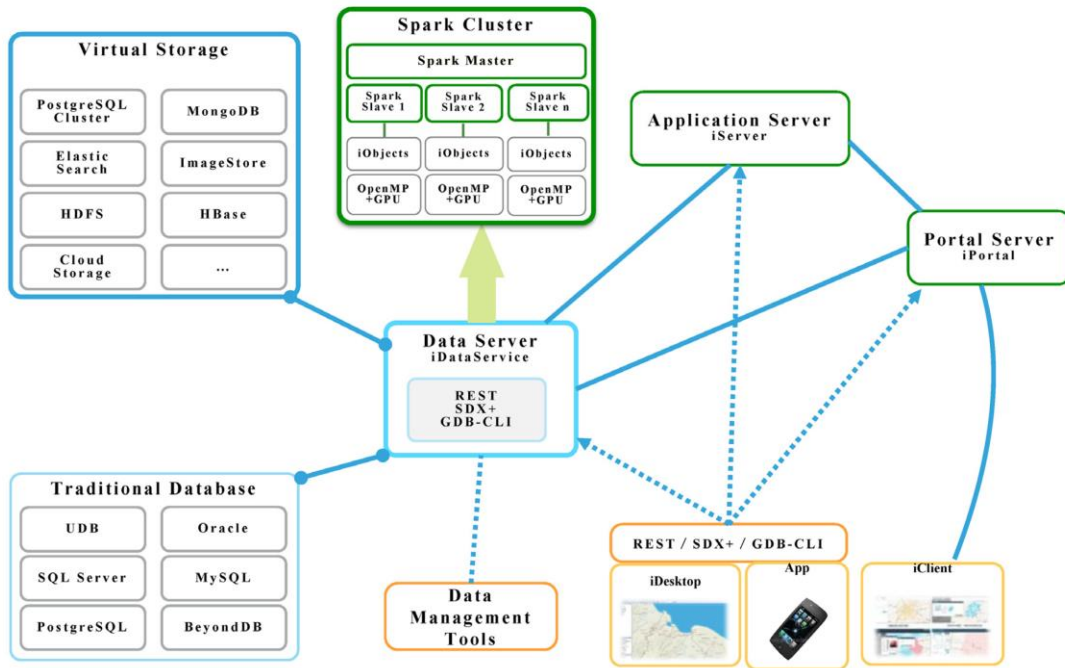 Virtual Storage
PostgreSQL
Cluster
MongoDB
Elastic
Search
ImageStore
HDFS
HBase
Cloud
Storage
...
Spark Cluster
Spark Master
Spark
Slave 1
Spark
Slave 2
Spark
Slave n
iObjects
iObjects
iObjects
OpenMP
+GPU
OpenMP
+GPU
OpenMP
+GPU
Application Server
iServer
Portal Server
iPortal
Data Server
iDataService
REST
SDX+
GDB-CLI
Traditional Database
UDB
Oracle
SQL Server
MySQL
PostgreSQL
BeyondDB
Data
Management
Tools
REST / SDX+ / GDB-CLI
iDesktop
App
iClient